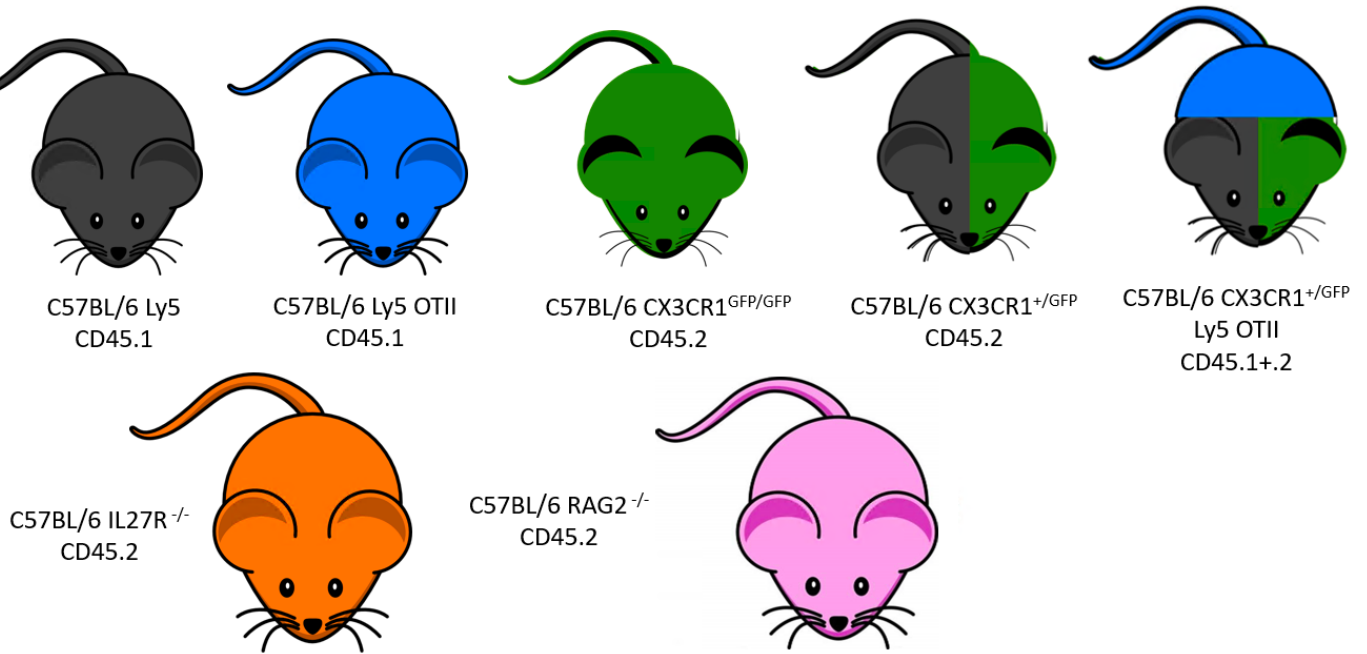 C57BL/6 Ly5
CD45.1
C57BL/6 Ly5 OTII
CD45.1
C57BL/6 CX3CR1^GFP/GFP
CD45.2
C57BL/6 CX3CR1^+/GFP
CD45.2
C57BL/6 CX3CR1^+/GFP
Ly5 OTII
CD45.1+.2
C57BL/6 IL27R -/-
CD45.2
C57BL/6 RAG2 -/-
CD45.2